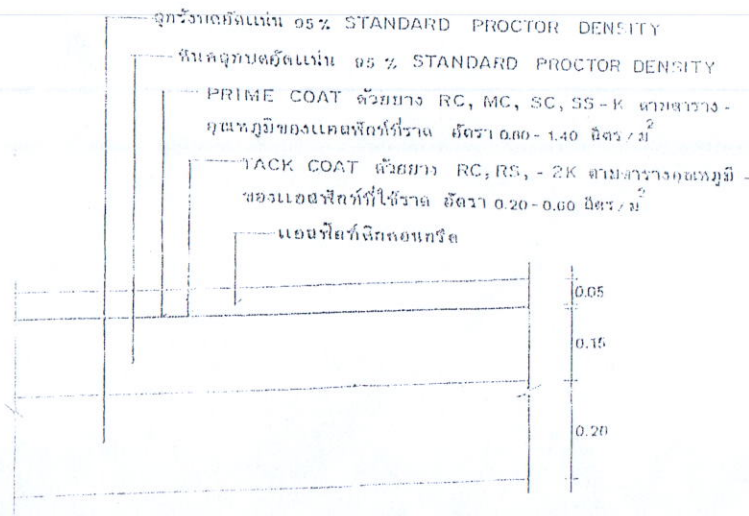 ลูกรังบดอัดแน่น 95 % STANDARD PROCTOR DENSITY
หินคลุกบดอัดแน่น 95 % STANDARD PROCTOR DENSITY
PRIME COAT ด้วยยาง RC, MC, SC, SS-K ตามตาราง-
อุณหภูมิของแอสฟัลท์ที่ราด อัตรา 0.80-1.40 ลิตร/ม²
TACK COAT ด้วยยาง RC, RS, - 2K ตามตารางอุณหภูมิ-
ของแอสฟัลท์ที่ใช้ราด อัตรา 0.20-0.60 ลิตร/ม²
แอสฟัลท์ติกคอนกรีต
0.05
0.15
0.20